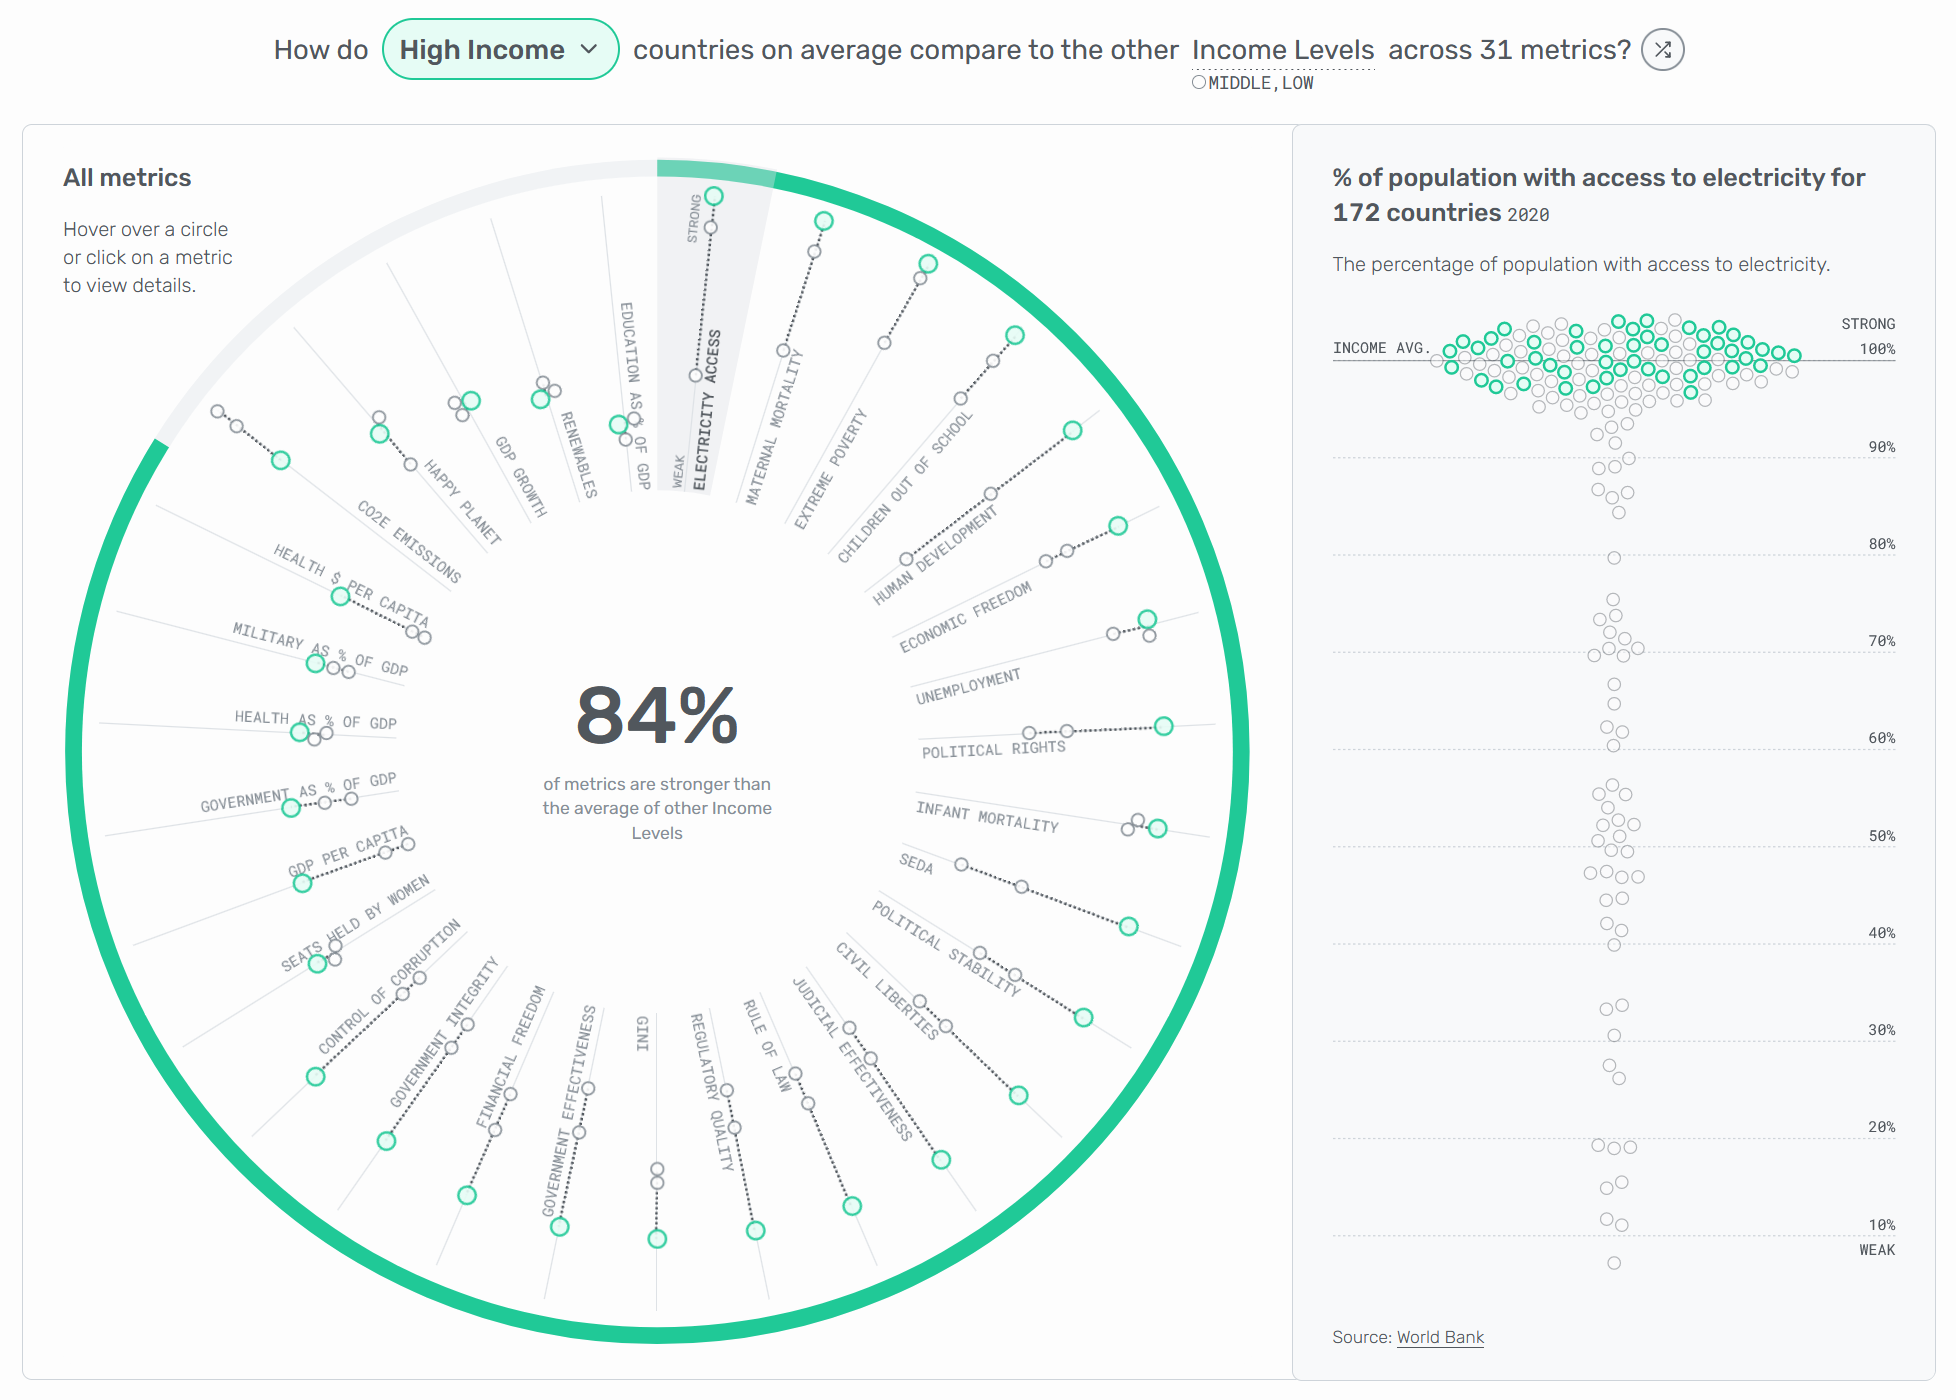 How do High Income countries on average compare to the other Income Levels across 31 metrics?
MIDDLE, LOW
All metrics
Hover over a circle
or click on a metric
to view details.
STRONG
WEAK
ELECTRICITY ACCESS
MATERNAL MORTALITY
EXTREME POVERTY
CHILDREN OUT OF SCHOOL
HUMAN DEVELOPMENT
ECONOMIC FREEDOM
UNEMPLOYMENT
POLITICAL RIGHTS
INFANT MORTALITY
SEDA
POLITICAL STABILITY
CIVIL LIBERTIES
JUDICIAL EFFECTIVENESS
RULE OF LAW
REGULATORY QUALITY
GINI
GOVERNMENT EFFECTIVENESS
FINANCIAL FREEDOM
GOVERNMENT INTEGRITY
CONTROL OF CORRUPTION
SEATS HELD BY WOMEN
GDP PER CAPITA
GOVERNMENT AS % OF GDP
HEALTH AS % OF GDP
MILITARY AS % OF GDP
HEALTH $ PER CAPITA
CO2E EMISSIONS
HAPPY PLANET
GDP GROWTH
RENEWABLES
EDUCATION AS % OF GDP
84%
of metrics are stronger than
the average of other Income
Levels
% of population with access to electricity for
172 countries 2020
The percentage of population with access to electricity.
STRONG
INCOME AVG.
100%
90%
80%
70%
60%
50%
40%
30%
20%
10%
WEAK
Source: World Bank